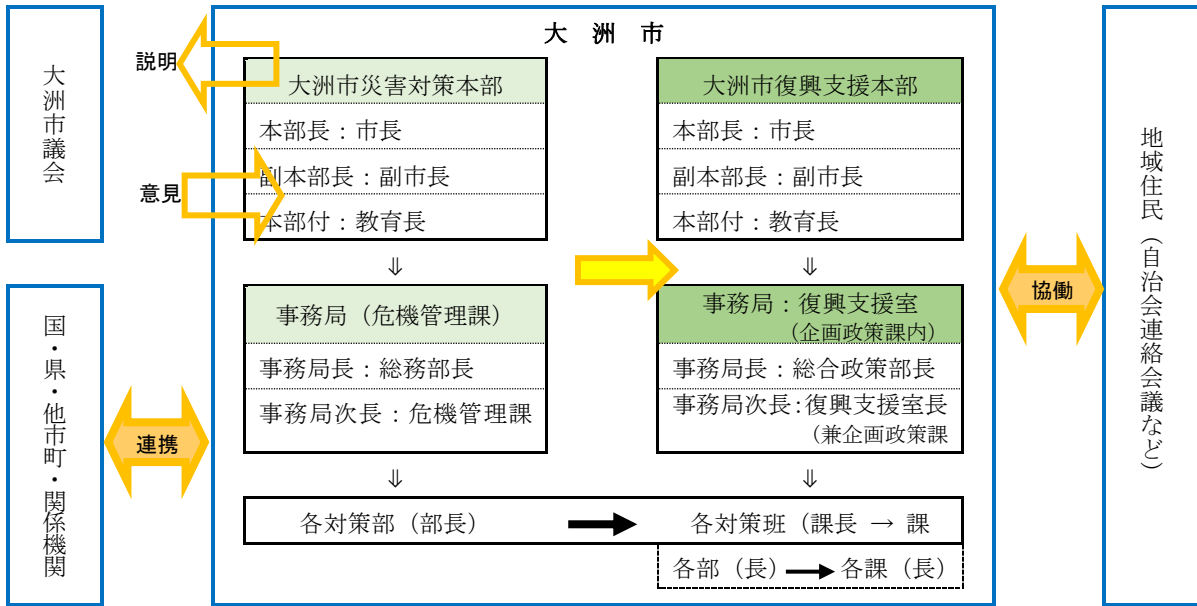 大洲市
大洲市議会
説明
意見
国・県・他市町・関係機関
連携
大洲市災害対策本部
本部長：市長
副本部長：副市長
本部付：教育長
⇓
事務局（危機管理課）
事務局長：総務部長
事務局次長：危機管理課
⇓
大洲市復興支援本部
本部長：市長
副本部長：副市長
本部付：教育長
⇓
事務局：復興支援室
（企画政策課内）
事務局長：総合政策部長
事務局次長：復興支援室長
（兼企画政策課
⇓
各対策部（部長）
各対策班（課長 → 課
各部（長）
各課（長）
協働
地域住民（自治会連絡会議など）